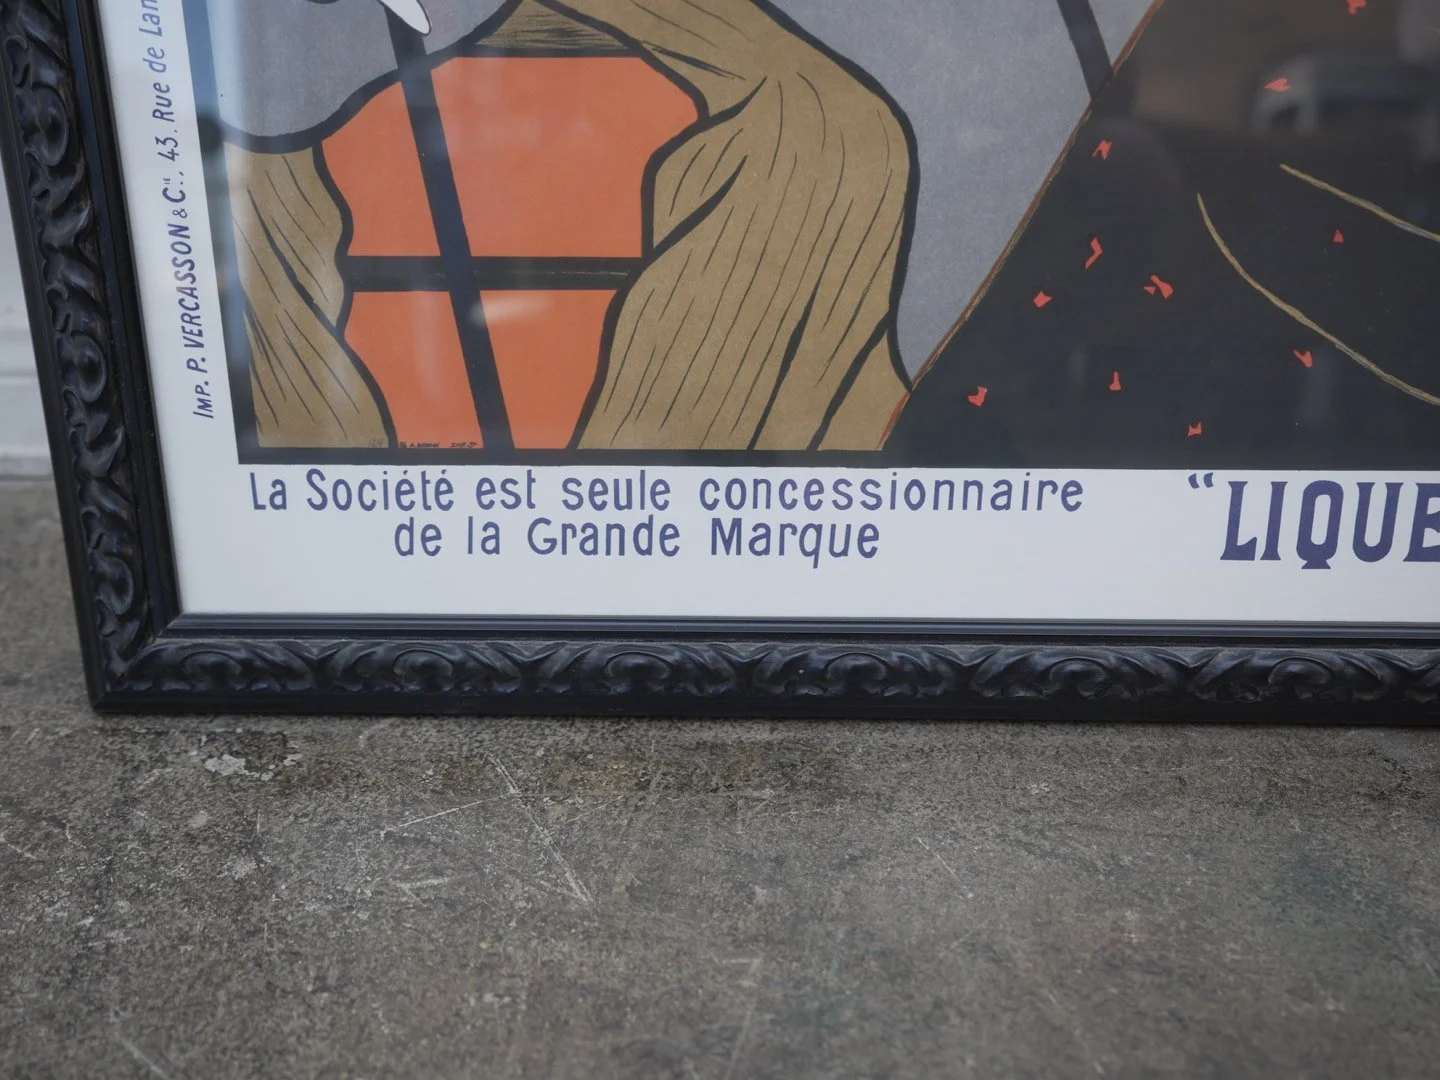 Imp. P. VERCASSON & Cie., 43. Rue de Lan
La Société est seule concessionnaire
de la Grande Marque
"LIQUE